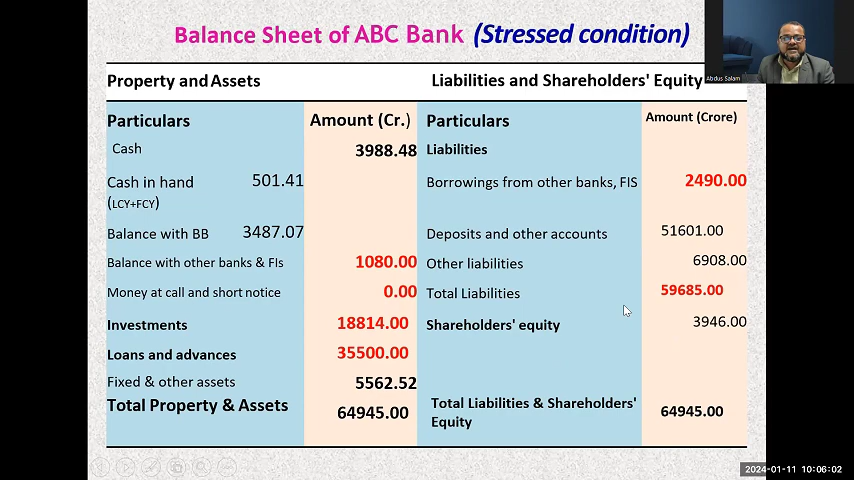 Balance Sheet of ABC Bank (Stressed condition)
Abdus Salam
Property and Assets Liabilities and Shareholders' Equity
Particulars Amount (Cr.) Particulars Amount (Crore)
Cash 3988.48 Liabilities
Cash in hand 501.41 Borrowings from other banks, FIS 2490.00
(LCY+FCY)
Balance with BB 3487.07 Deposits and other accounts 51601.00
Balance with other banks & FIs 1080.00 Other liabilities 6908.00
Money at call and short notice 0.00 Total Liabilities 59685.00
Investments 18814.00 Shareholders' equity 3946.00
Loans and advances 35500.00
Fixed & other assets 5562.52
Total Property & Assets 64945.00 Total Liabilities & Shareholders' 64945.00
Equity
2024-01-11 10:06:02